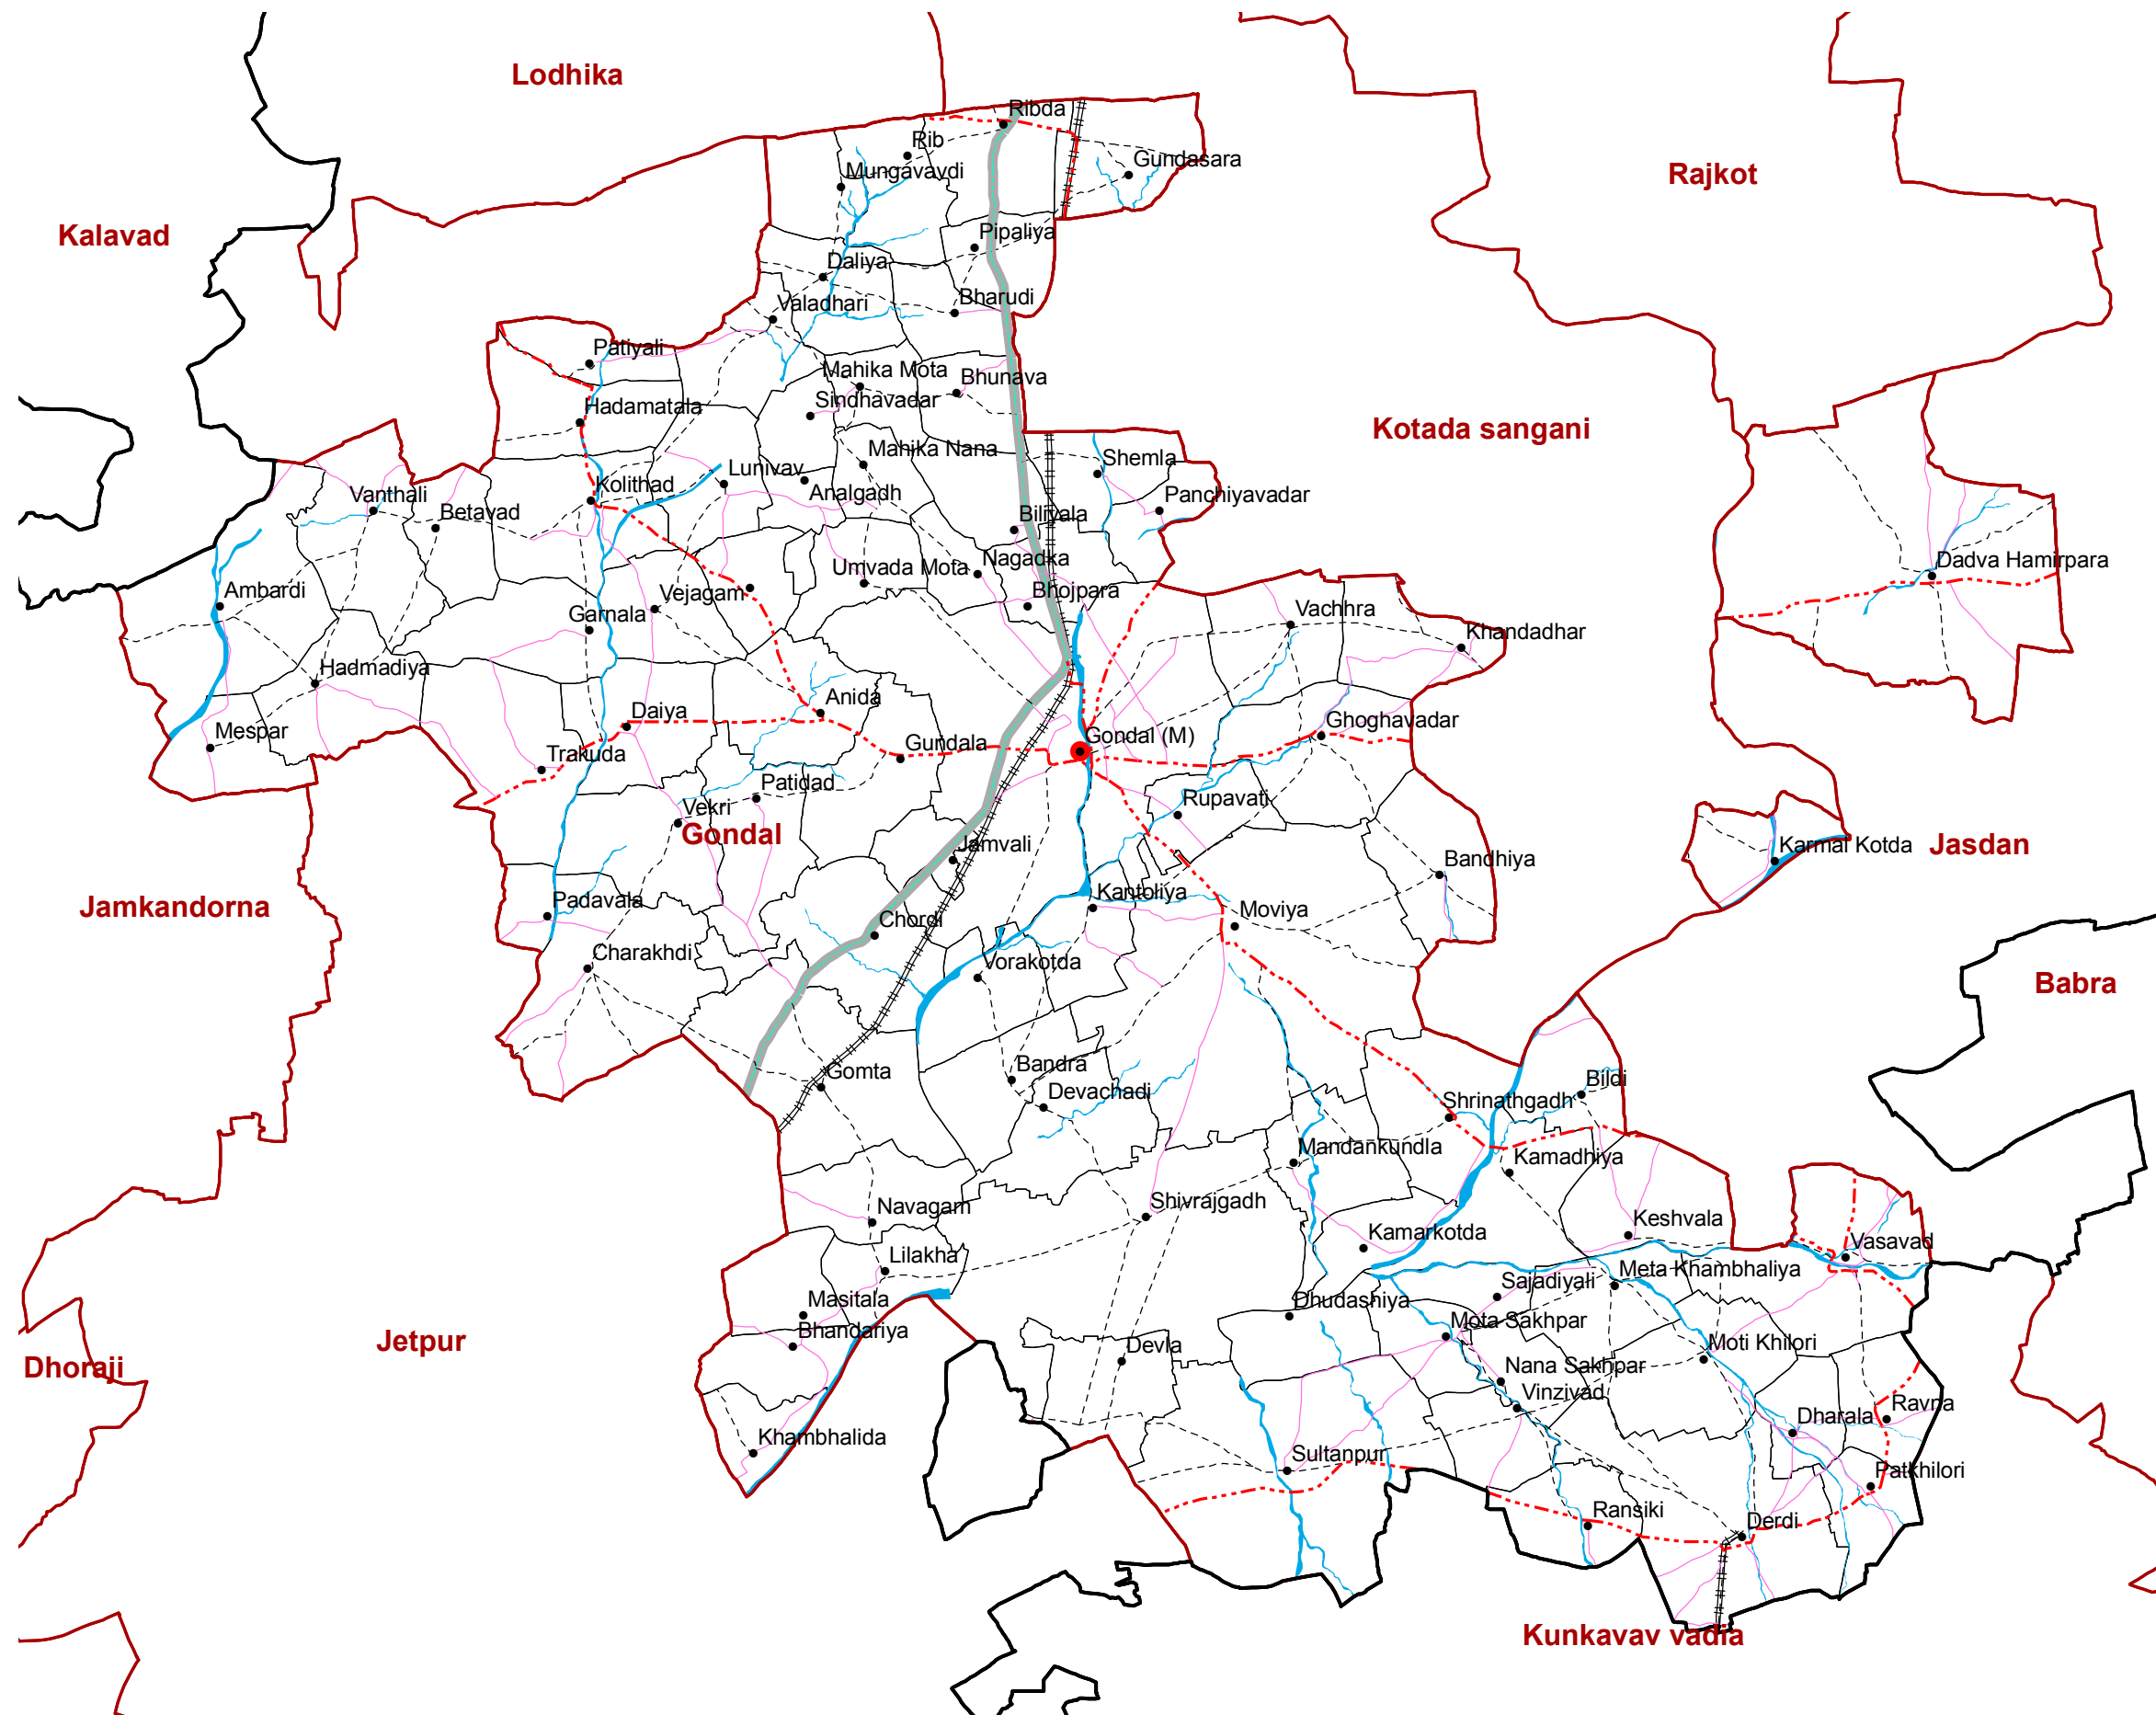 Lodhika
Ribda
Rib
Gundasara
Mungavavdi
Rajkot
Kalavad
Pipaliya
Daliya
Bharudi
Valadhari
Patiyali
Mahika Mota
Bhunava
Sindhavadar
Hadamatala
Kotada sangani
Mahika Nana
Shemla
Lunivav
Kolithad
Vanthali
Analgadh
Panchiyavadar
Betavad
Biliyala
Nagadka
Umvada Mota
Dadva Hamirpara
Ambardi
Vejagam
Bhojpara
Garnala
Vachhra
Khandadhar
Hadmadiya
Anida
Daiya
Ghoghavadar
Mespar
Gundala
Gondal (M)
Trakuda
Patidad
Vekri
Rupavati
Gondal
Jamvali
Karmal Kotda
Jasdan
Bandhiya
Kantoliya
Padavala
Jamkandorna
Chordi
Moviya
Charakhdi
Vorakotda
Babra
Bandra
Gomta
Devachadi
Bildi
Shrinathgadh
Mandankundla
Kamadhiya
Shivrajgadh
Navagam
Keshvala
Kamarkotda
Vasavad
Lilakha
Meta Khambhaliya
Sajadiyali
Masitala
Dhudashiya
Mota Sakhpar
Bhandariya
Jetpur
Devla
Moti Khilori
Dhoraji
Nana Sakhpar
Vinzivad
Ravna
Dharala
Khambhalida
Sultanpur
Patkhilori
Ransiki
Derdi
Kunkavav vadia